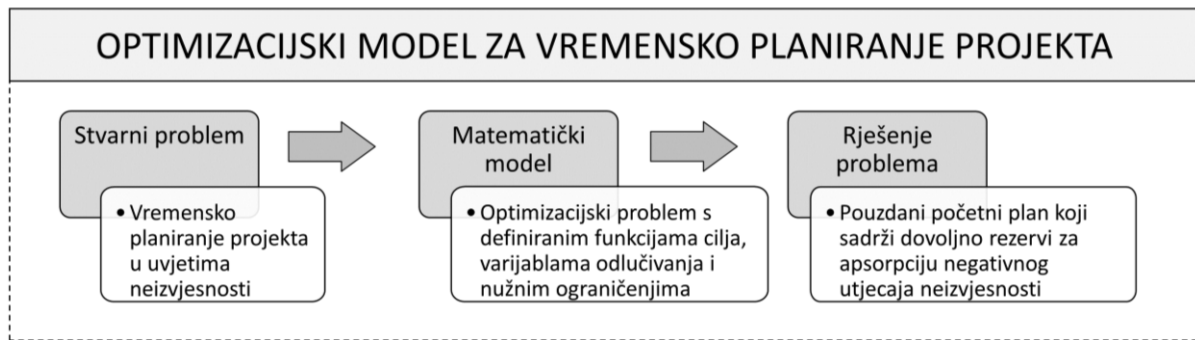 OPTIMIZACIJSKI MODEL ZA VREMENSKO PLANIRANJE PROJEKTA
Stvarni problem
• Vremensko
planiranje projekta
u uvjetima
neizvjesnosti
Matematički
model
• Optimizacijski problem s
definiranim funkcijama cilja,
varijablama odlučivanja i
nužnim ograničenjima
Rješenje
problema
• Pouzdani početni plan koji
sadrži dovoljno rezervi za
apsorpciju negativnog
utjecaja neizvjesnosti